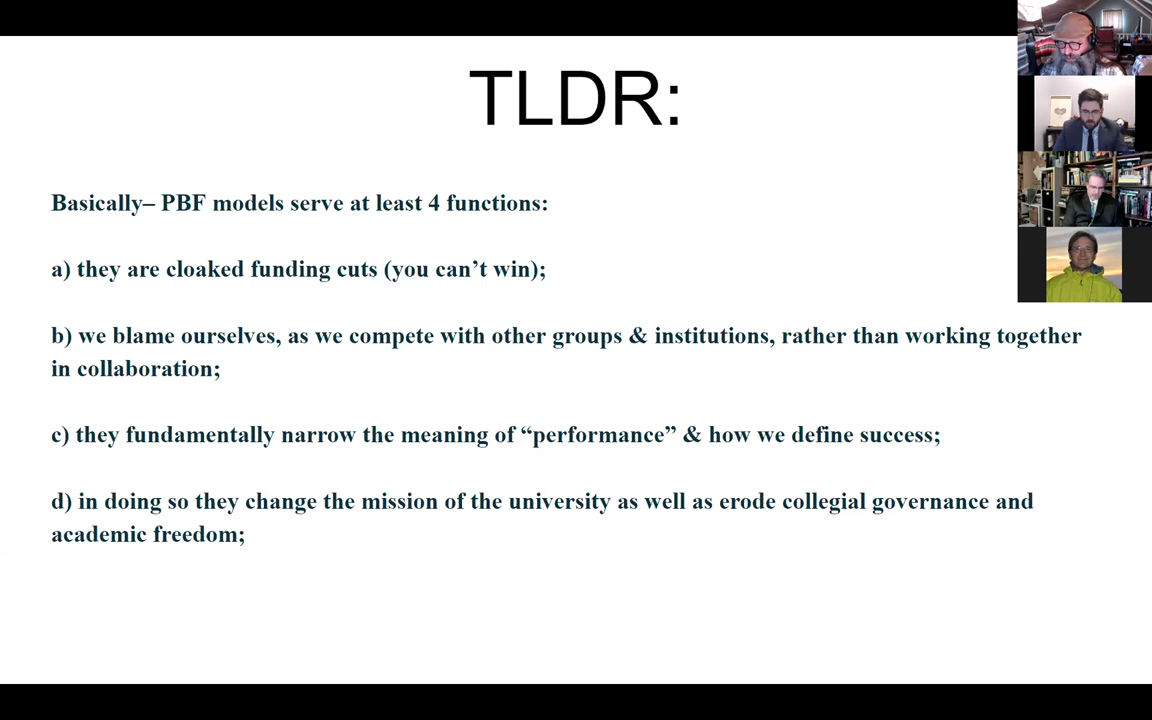 TLDR:
Basically– PBF models serve at least 4 functions:
a) they are cloaked funding cuts (you can’t win);
b) we blame ourselves, as we compete with other groups & institutions, rather than working together
in collaboration;
c) they fundamentally narrow the meaning of “performance” & how we define success;
d) in doing so they change the mission of the university as well as erode collegial governance and
academic freedom;